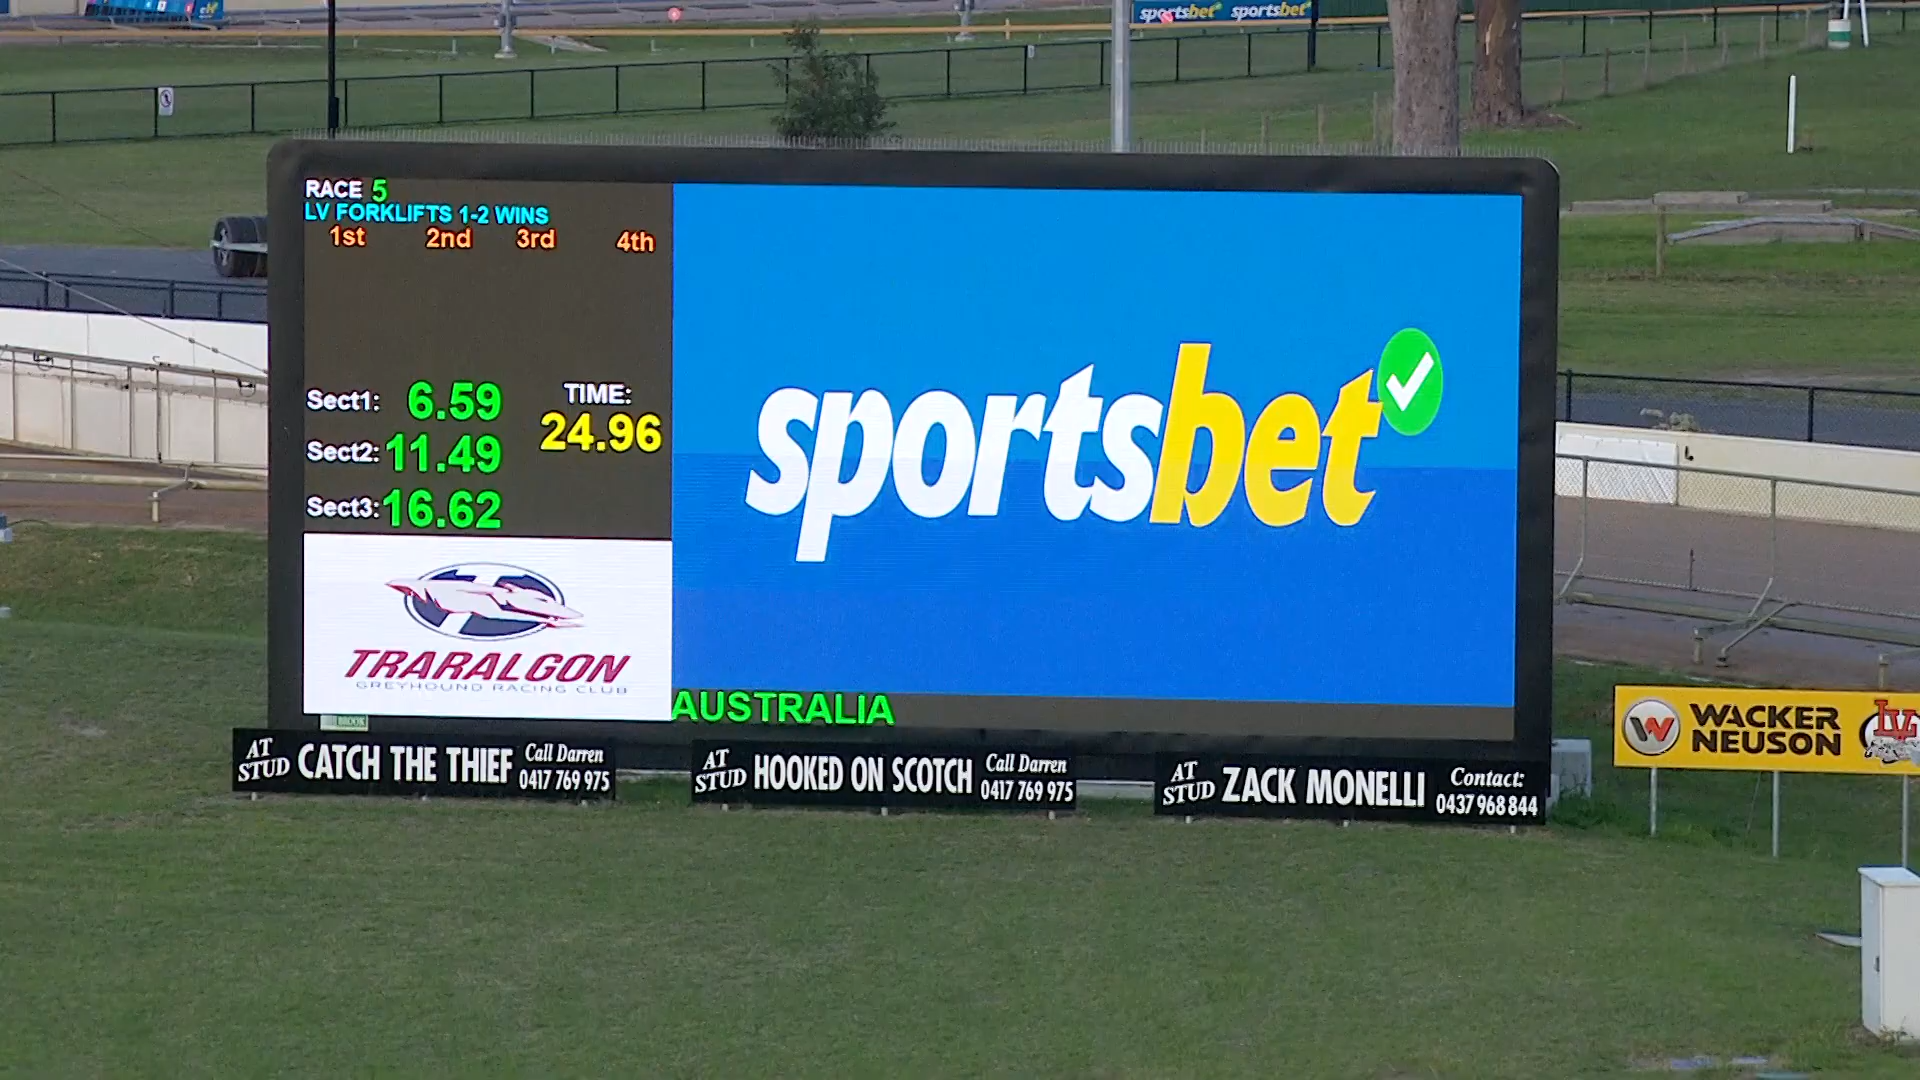 sportsbet sportsbet
RACE 5
LV FORKLIFTS 1-2 WINS
1st 2nd 3rd 4th
Sect1: 6.59
TIME:
24.96
Sect2: 11.49
Sect3: 16.62
sportsbet
TRARALGON
GREYHOUND RACING CLUB
AUSTRALIA
BROOK
AT STUD CATCH THE THIEF Call Darren 0417 769 975
AT STUD HOOKED ON SCOTCH Call Darren 0417 769 975
AT STUD ZACK MONELLI Contact: 0437 968 844
WACKER
NEUSON
LV